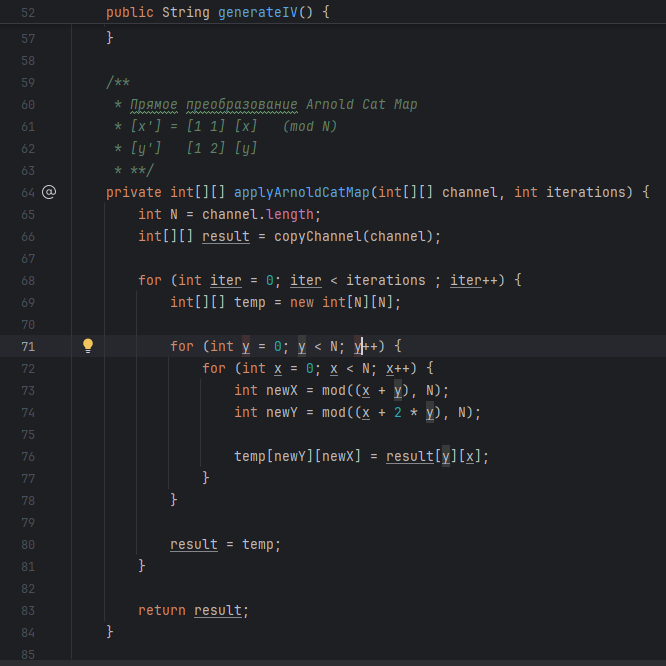 52 public String generateIV() {
57 }
58
59 /**
60 * Прямое преобразование Arnold Cat Map
61 * [x'] = [1 1] [x] (mod N)
62 * [y'] [1 2] [y]
63 * **/
64 @ private int[][] applyArnoldCatMap(int[][] channel, int iterations) {
65 int N = channel.length;
66 int[][] result = copyChannel(channel);
67
68 for (int iter = 0; iter < iterations ; iter++) {
69 int[][] temp = new int[N][N];
70
71 for (int y = 0; y < N; y++) {
72 for (int x = 0; x < N; x++) {
73 int newX = mod((x + y), N);
74 int newY = mod((x + 2 * y), N);
75
76 temp[newY][newX] = result[y][x];
77 }
78 }
79
80 result = temp;
81 }
82
83 return result;
84 }
85